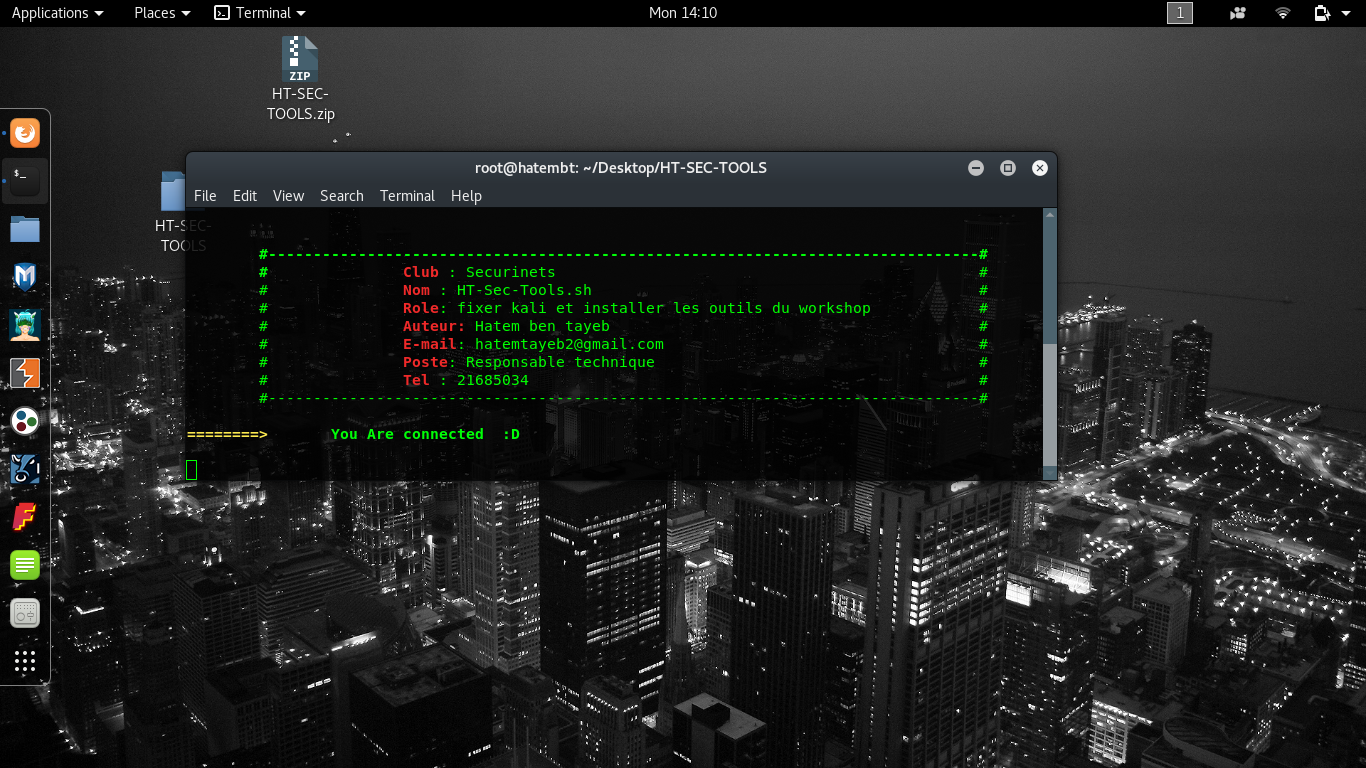 Applications Places Terminal Mon 14:10 1
ZIP
HT-SEC-
TOOLS.zip
root@hatembt: ~/Desktop/HT-SEC-TOOLS
File Edit View Search Terminal Help
HT-SEC-
TOOLS
#-------------------------------------------------------------------------------#
# Club : Securinets #
# Nom : HT-Sec-Tools.sh #
# Role: fixer kali et installer les outils du workshop #
# Auteur: Hatem ben tayeb #
# E-mail: hatemtayeb2@gmail.com #
# Poste: Responsable technique #
# Tel : 21685034 #
#-------------------------------------------------------------------------------#
========> You Are connected :D